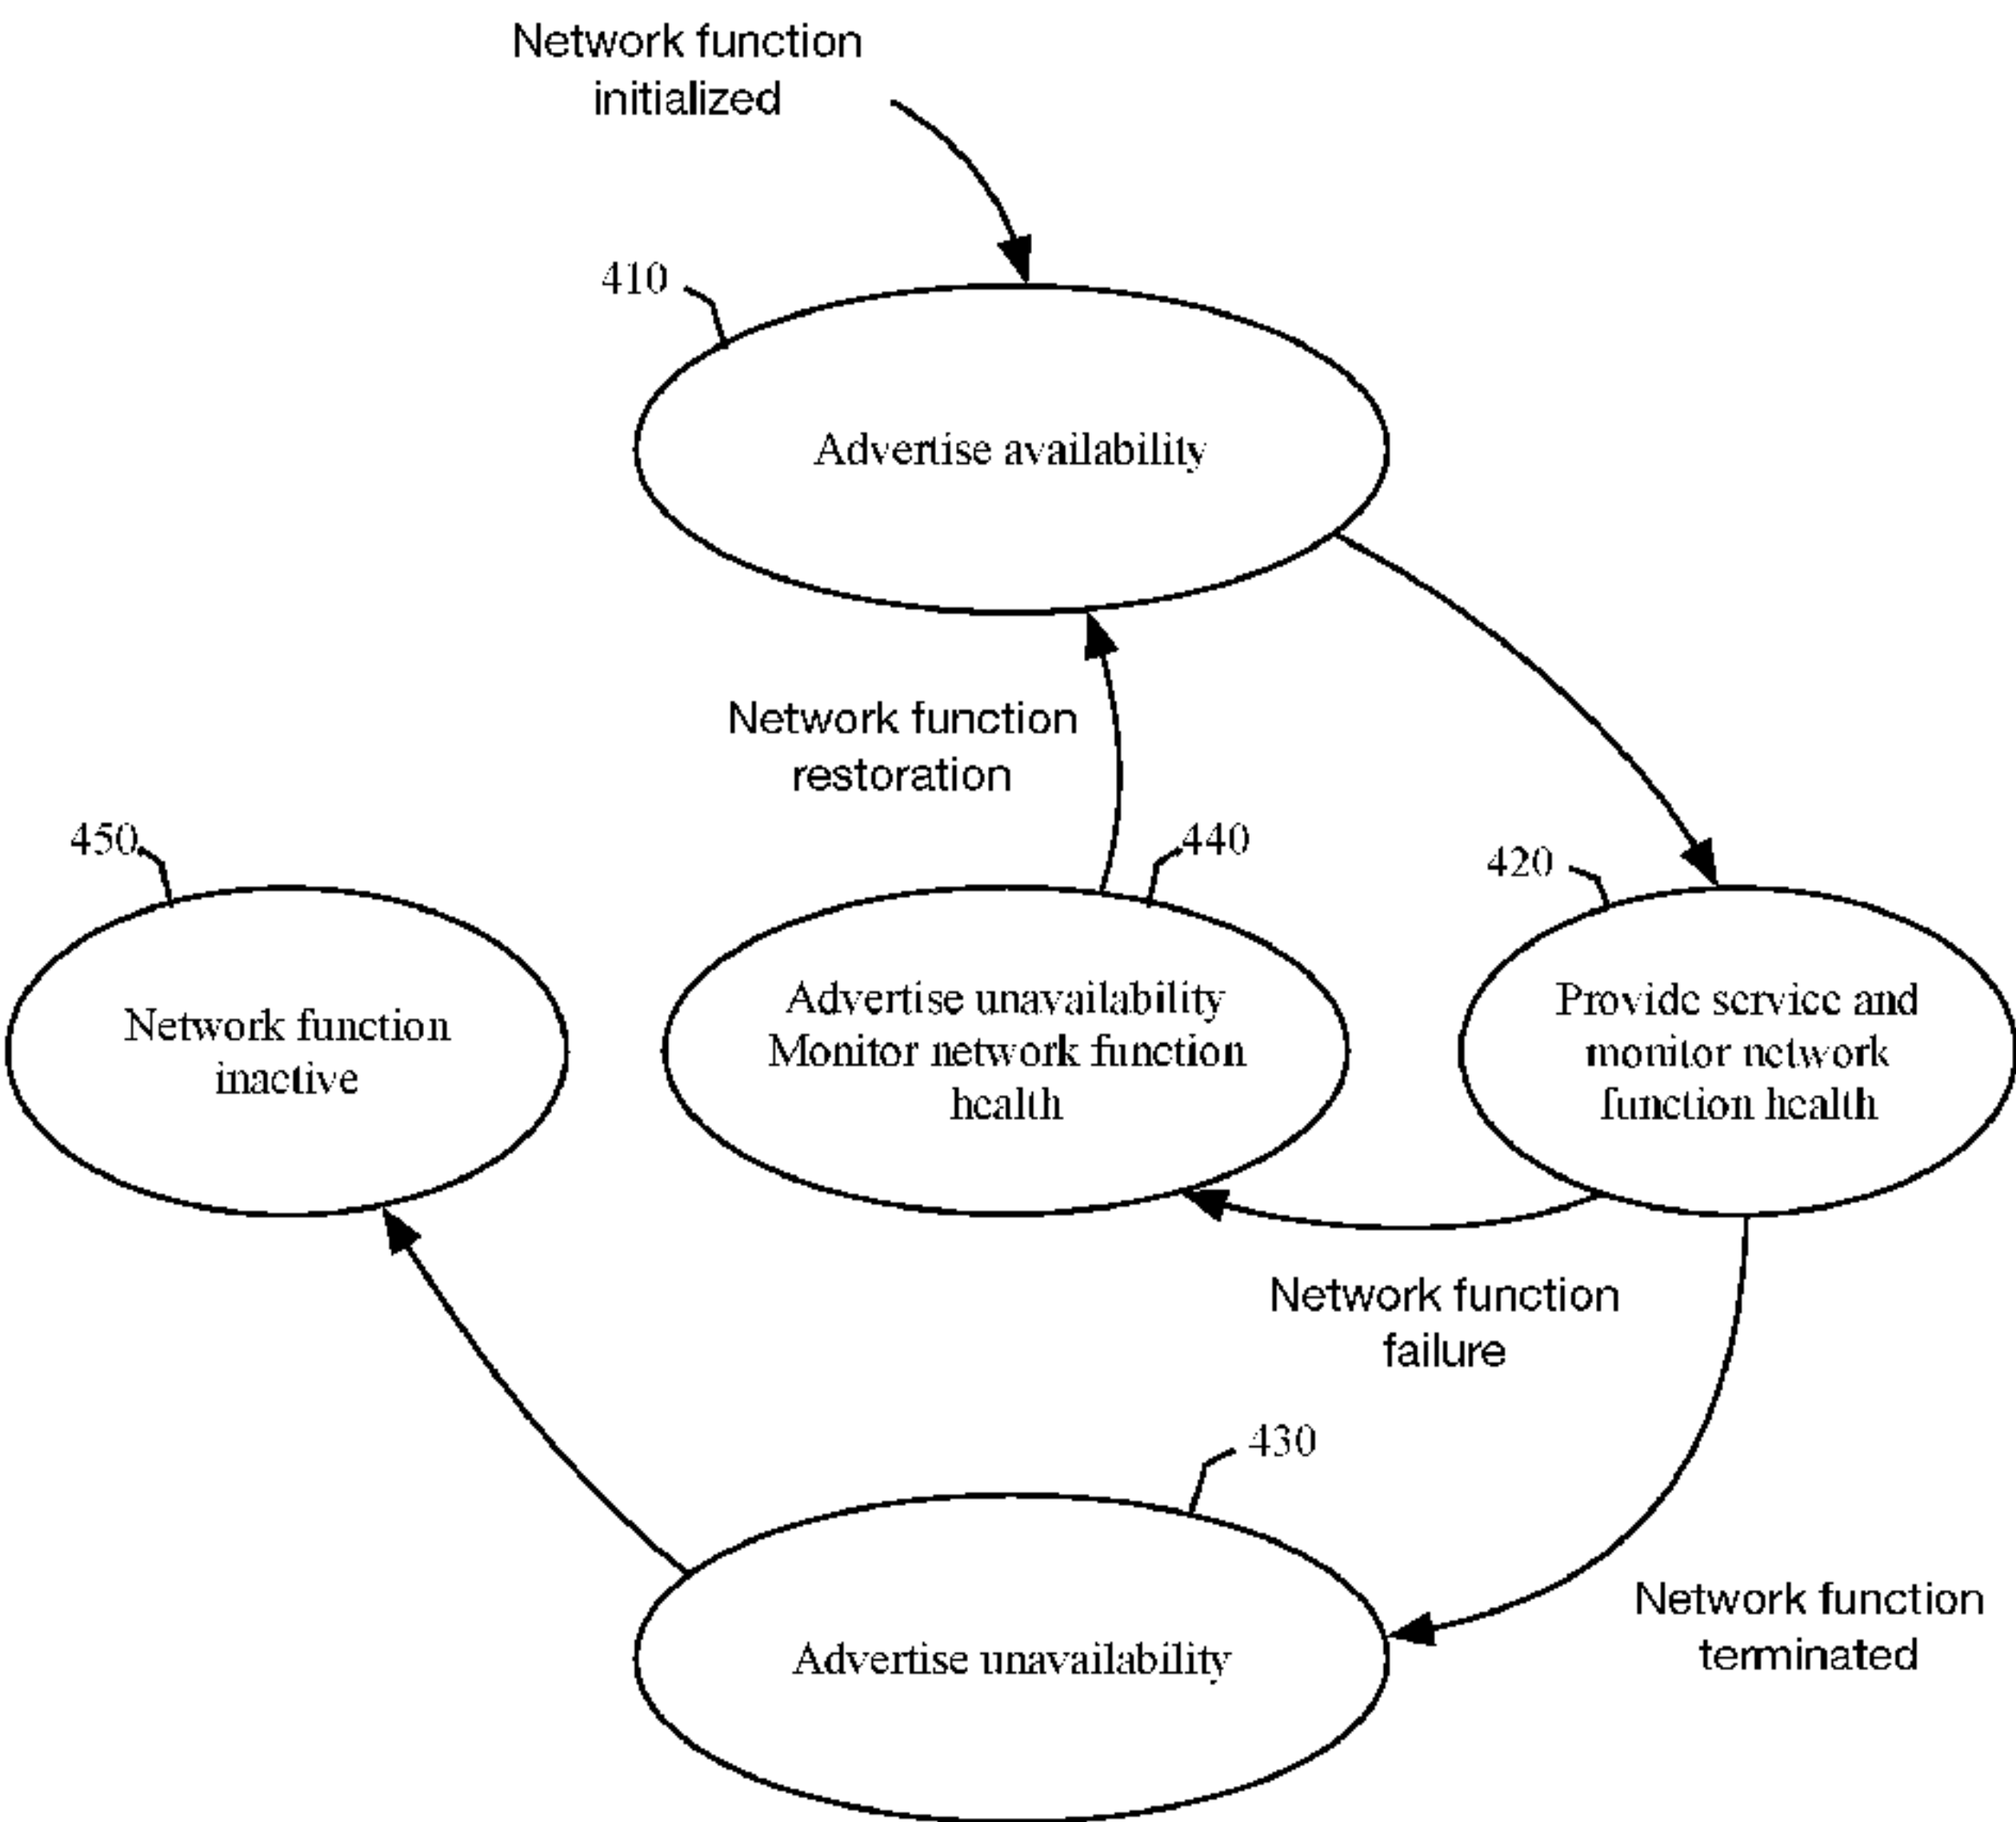 Network function
initialized
410
Advertise availability
Network function
restoration
450
440
420
Network function
inactive
Advertise unavailability
Monitor network function
health
Provide service and
monitor network
function health
Network function
failure
430
Advertise unavailability
Network function
terminated